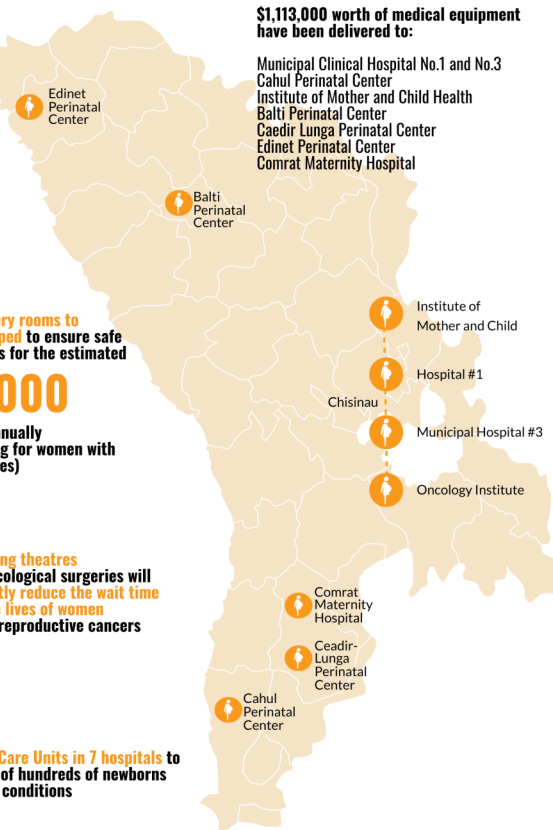 $1,113,000 worth of medical equipment
have been delivered to:
Municipal Clinical Hospital No.1 and No.3
Cahul Perinatal Center
Institute of Mother and Child Health
Balti Perinatal Center
Caedir Lunga Perinatal Center
Edinet Perinatal Center
Comrat Maternity Hospital
Edinet
Perinatal
Center
Balti
Perinatal
Center
Institute of
Mother and Child
Hospital #1
Chisinau
Municipal Hospital #3
Oncology Institute
Comrat
Maternity
Hospital
Ceadir-
Lunga
Perinatal
Center
Cahul
Perinatal
Center
rooms to
to ensure safe
for the estimated
000
g for women with
theatres
surgeries will
reduce the wait time
lives of women
reproductive cancers
Care Units in 7 hospitals to
of hundreds of newborns
conditions